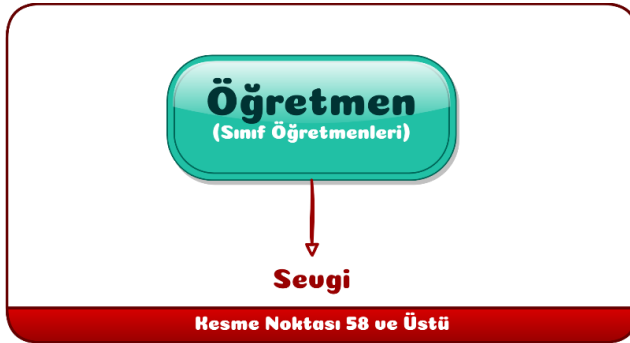 Öğretmen
(Sınıf Öğretmenleri)
Sevgi
Kesme Noktası 58 ve Üstü